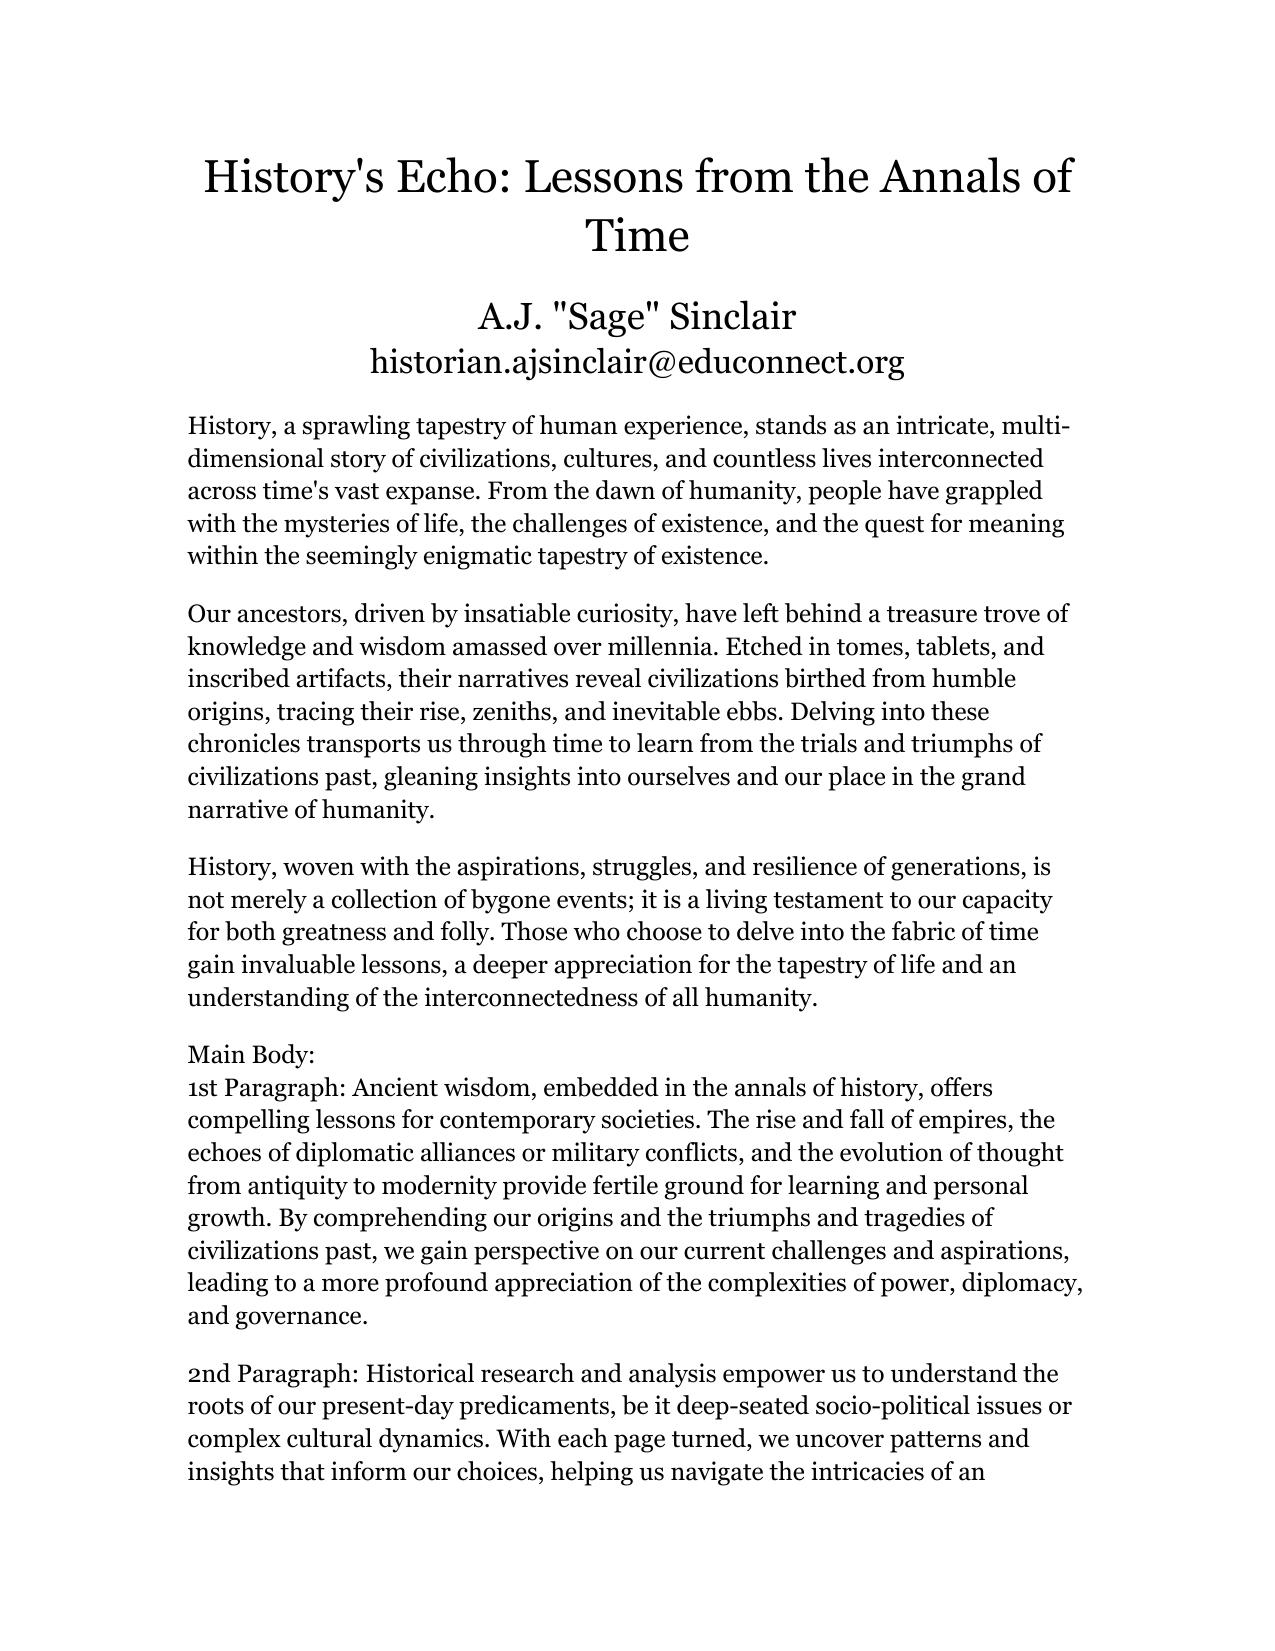 History's Echo: Lessons from the Annals of
Time
A.J. "Sage" Sinclair
historian.ajsinclair@educonnect.org
History, a sprawling tapestry of human experience, stands as an intricate, multi-
dimensional story of civilizations, cultures, and countless lives interconnected
across time's vast expanse. From the dawn of humanity, people have grappled
with the mysteries of life, the challenges of existence, and the quest for meaning
within the seemingly enigmatic tapestry of existence.
Our ancestors, driven by insatiable curiosity, have left behind a treasure trove of
knowledge and wisdom amassed over millennia. Etched in tomes, tablets, and
inscribed artifacts, their narratives reveal civilizations birthed from humble
origins, tracing their rise, zeniths, and inevitable ebbs. Delving into these
chronicles transports us through time to learn from the trials and triumphs of
civilizations past, gleaning insights into ourselves and our place in the grand
narrative of humanity.
History, woven with the aspirations, struggles, and resilience of generations, is
not merely a collection of bygone events; it is a living testament to our capacity
for both greatness and folly. Those who choose to delve into the fabric of time
gain invaluable lessons, a deeper appreciation for the tapestry of life and an
understanding of the interconnectedness of all humanity.
Main Body:
1st Paragraph: Ancient wisdom, embedded in the annals of history, offers
compelling lessons for contemporary societies. The rise and fall of empires, the
echoes of diplomatic alliances or military conflicts, and the evolution of thought
from antiquity to modernity provide fertile ground for learning and personal
growth. By comprehending our origins and the triumphs and tragedies of
civilizations past, we gain perspective on our current challenges and aspirations,
leading to a more profound appreciation of the complexities of power, diplomacy,
and governance.
2nd Paragraph: Historical research and analysis empower us to understand the
roots of our present-day predicaments, be it deep-seated socio-political issues or
complex cultural dynamics. With each page turned, we uncover patterns and
insights that inform our choices, helping us navigate the intricacies of an